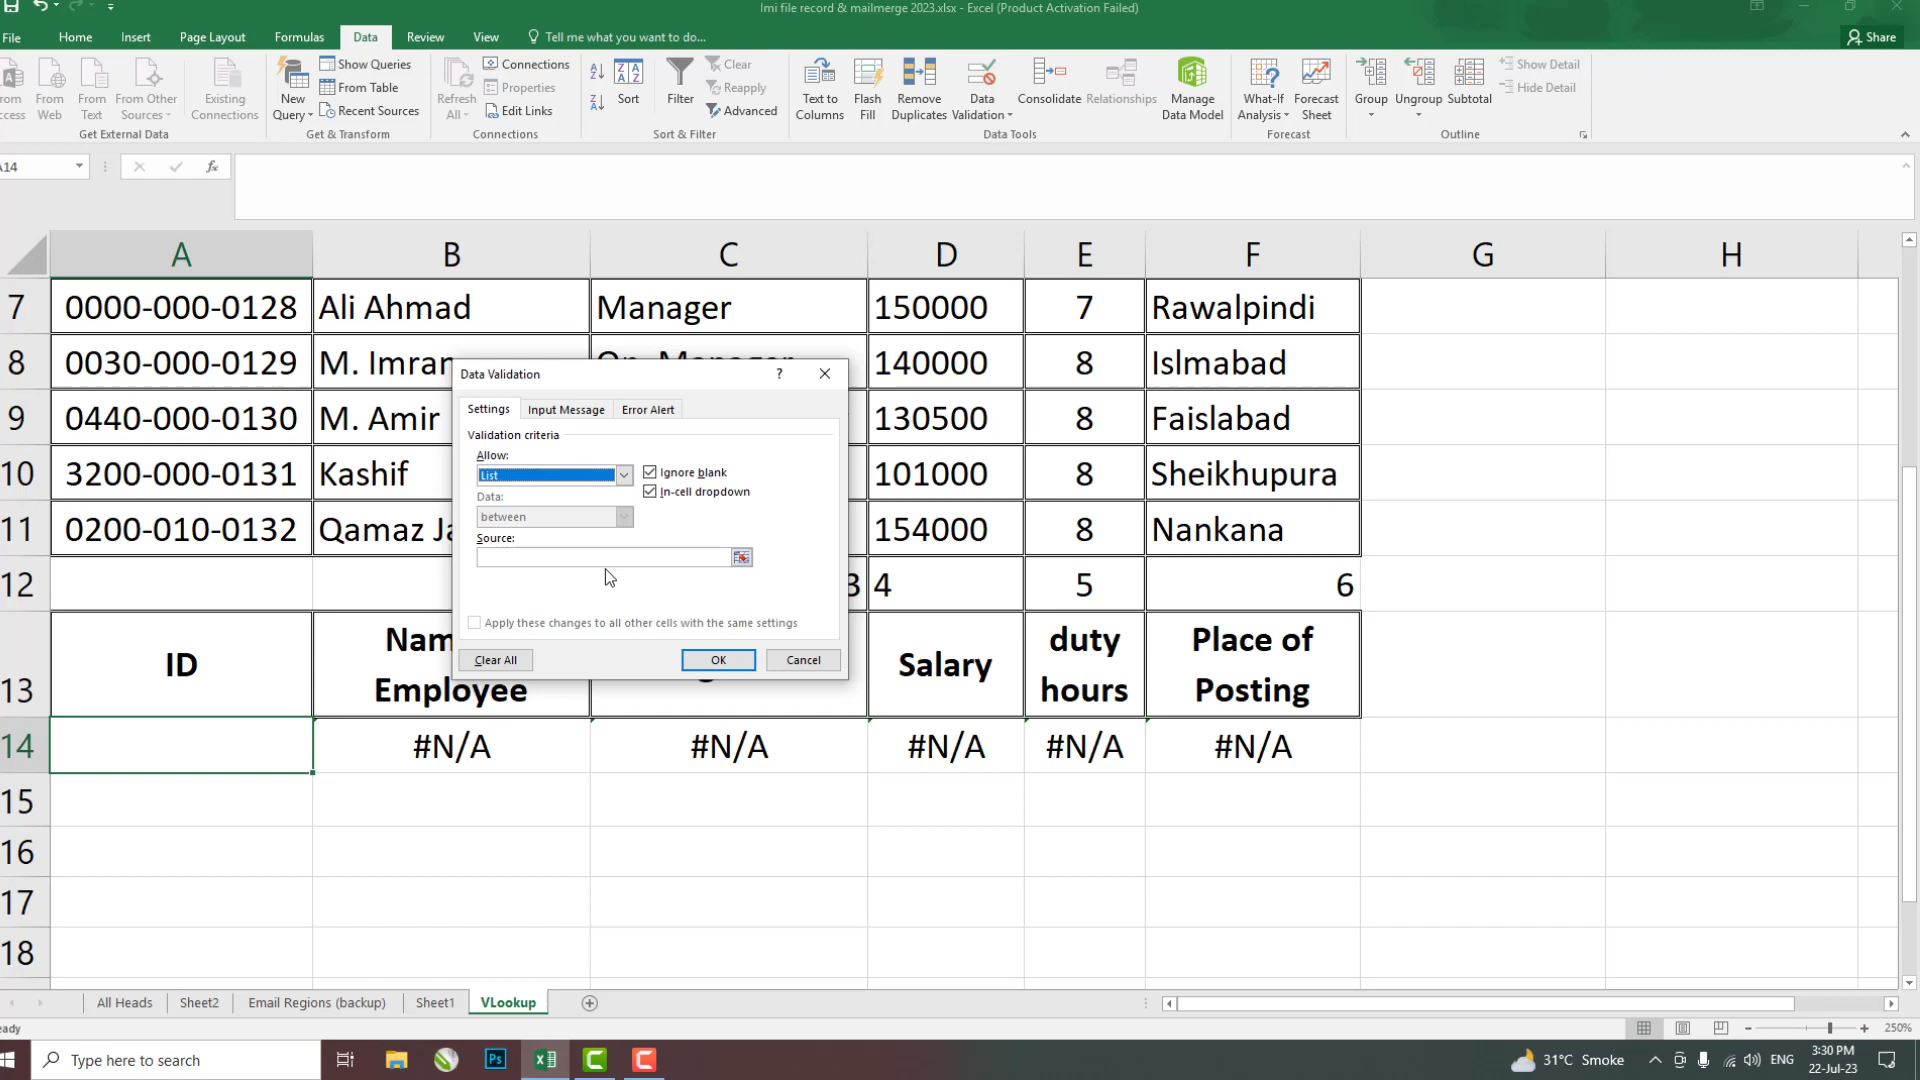 Imi file record & mailmerge 2023.xlsx - Excel (Product Activation Failed)
File Home Insert Page Layout Formulas Data Review View Tell me what you want to do... Share
From Web
From Text
From Other Sources
Existing Connections
Get External Data
New Query
Show Queries
From Table
Recent Sources
Get & Transform
Refresh All
Connections
Properties
Edit Links
Connections
Sort
Filter
Clear
Reapply
Advanced
Sort & Filter
Text to Columns
Flash Fill
Remove Duplicates
Data Validation
Consolidate
Relationships
Manage Data Model
Data Tools
What-If Analysis
Forecast Sheet
Forecast
Group
Ungroup
Subtotal
Show Detail
Hide Detail
Outline
A14 fx
A B C D E F G H
7 0000-000-0128 Ali Ahmad Manager 150000 7 Rawalpindi
8 0030-000-0129 M. Imran 140000 8 Islmabad
9 0440-000-0130 M. Amir 130500 8 Faislabad
10 3200-000-0131 Kashif 101000 8 Sheikhupura
11 0200-010-0132 Qamaz 154000 8 Nankana
12 3 4 5 6
13 ID Employee Salary duty hours Place of Posting
14 #N/A #N/A #N/A #N/A #N/A
15
16
17
18
Data Validation ?
Settings Input Message Error Alert
Validation criteria
Allow:
List
Ignore blank
In-cell dropdown
Data:
between
Source:
Apply these changes to all other cells with the same settings
Clear All OK Cancel
All Heads Sheet2 Email Regions (backup) Sheet1 VLookup
250%
Type here to search
Ps
31°C Smoke
ENG
3:30 PM
22-Jul-23